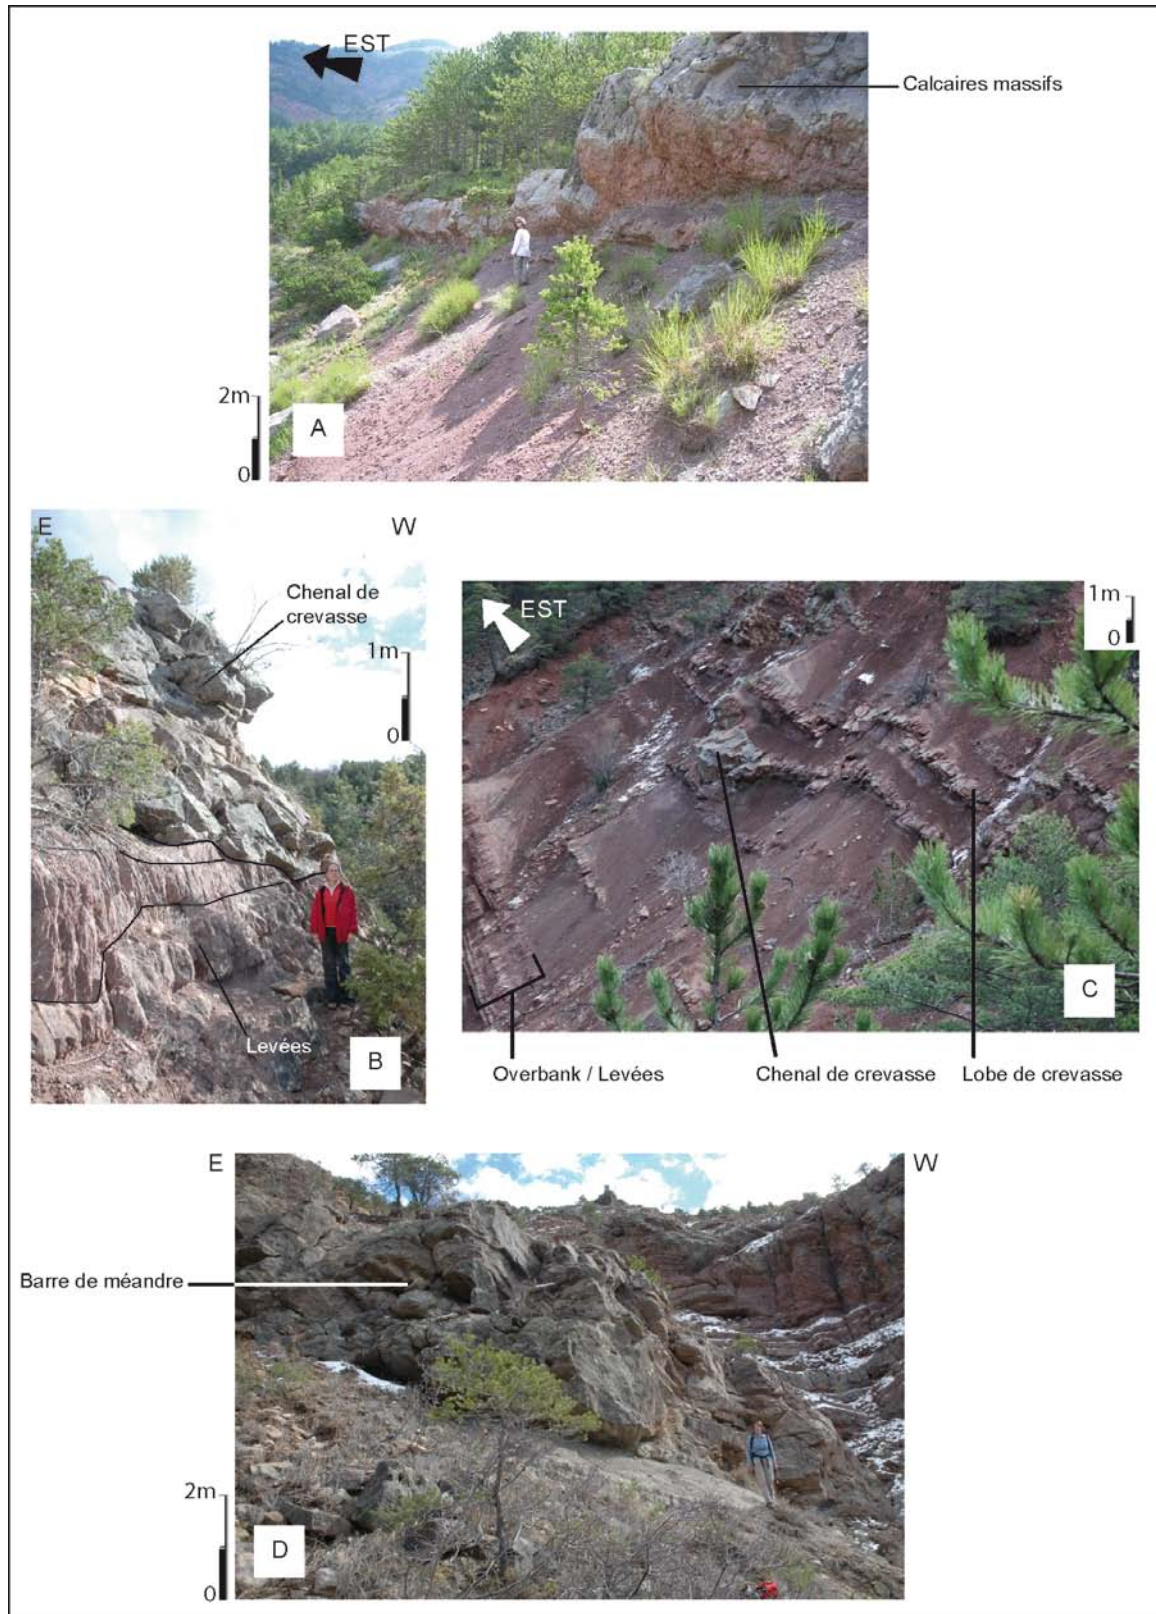 EST
Calcaires massifs
2m
0
A
E
W
Chenal de
crevasse
1m
0
Levées
B
EST
1m
0
C
Overbank / Levées
Chenal de crevasse
Lobe de crevasse
E
W
Barre de méandre
2m
0
D